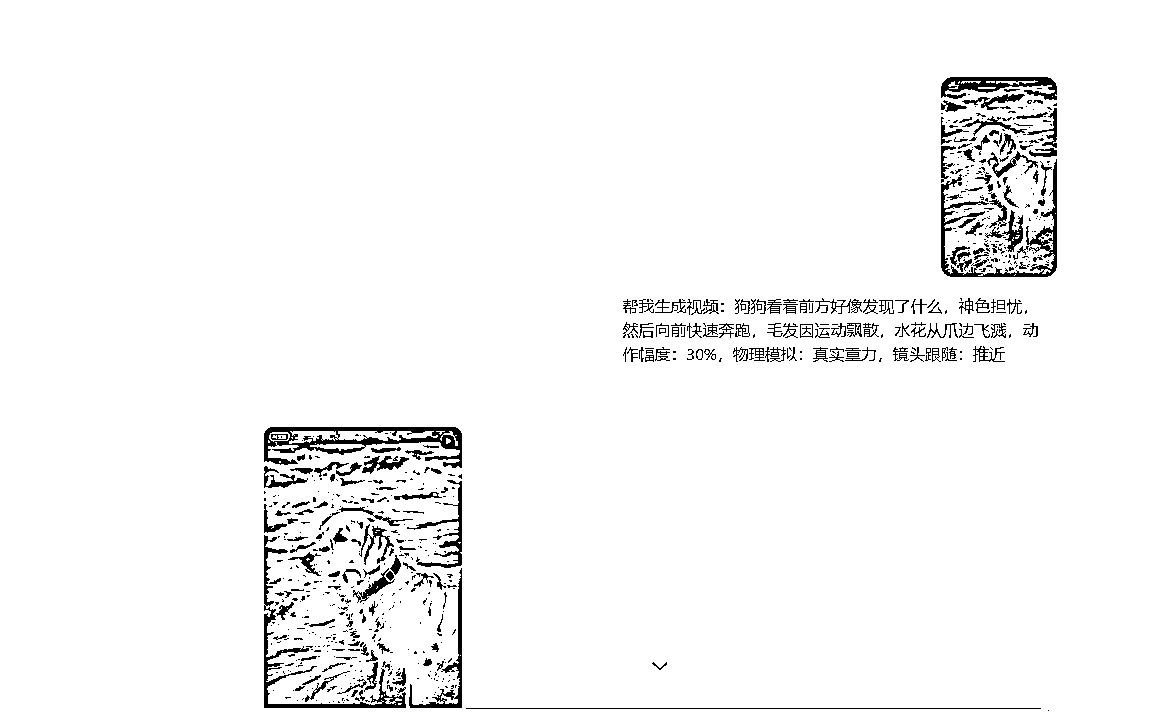 帮我生成视频：狗狗看着前方好像发现了什么，神色担忧，
然后向前快速奔跑，毛发因运动飘散，水花从爪边飞溅，动
作幅度：30%，物理模拟：真实重力，镜头跟随：推近